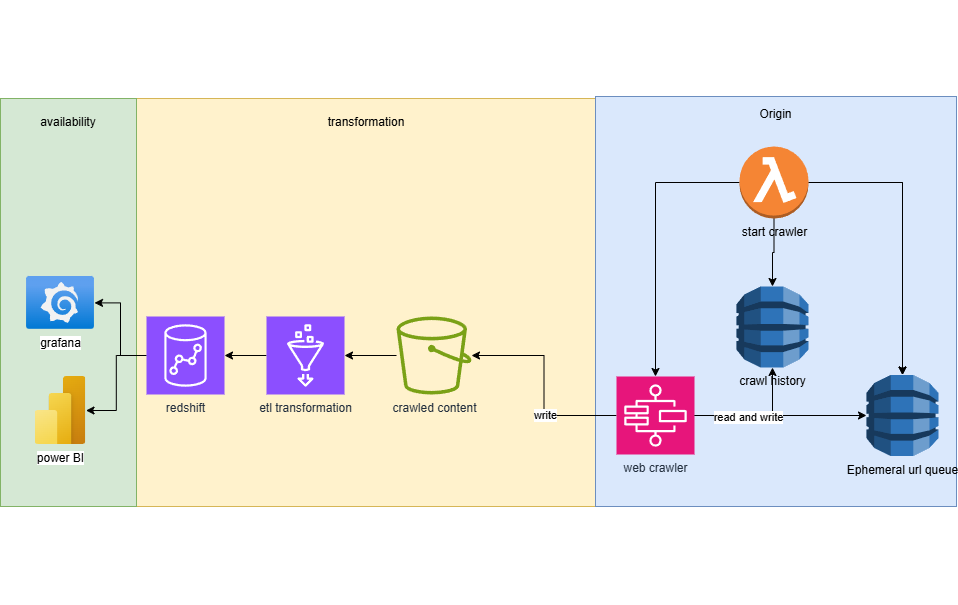 availability
transformation
Origin
start crawler
grafana
power BI
redshift
etl transformation
crawled content
write
web crawler
read and write
crawl history
Ephemeral url queue